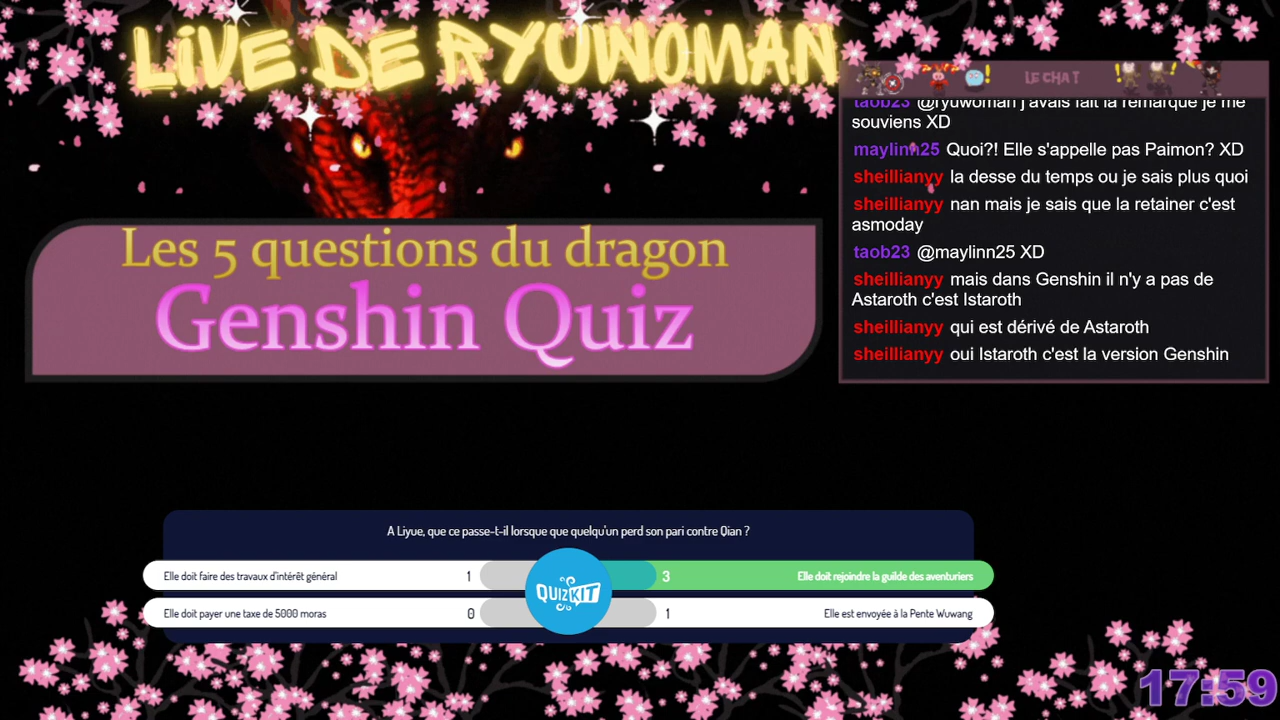 LIVE DE RYUWOMAN
LE CHAT
taob23 @ryuwoman j'avais fait la remarque je me
souviens XD
maylinn25 Quoi?! Elle s'appelle pas Paimon? XD
sheillianyy la desse du temps ou je sais plus quoi
sheillianyy nan mais je sais que la retainer c'est
asmoday
taob23 @maylinn25 XD
sheillianyy mais dans Genshin il n'y a pas de
Astaroth c'est Istaroth
sheillianyy qui est dérivé de Astaroth
sheillianyy oui Istaroth c'est la version Genshin
Les 5 questions du dragon
Genshin Quiz
A Liyue, que ce passe-t-il lorsque que quelqu'un perd son pari contre Qian ?
Elle doit faire des travaux d'intérêt général 1
3 Elle doit rejoindre la guilde des aventuriers
QUIZKIT
Elle doit payer une taxe de 5000 moras 0
1 Elle est envoyée à la Pente Wuwang
17:59